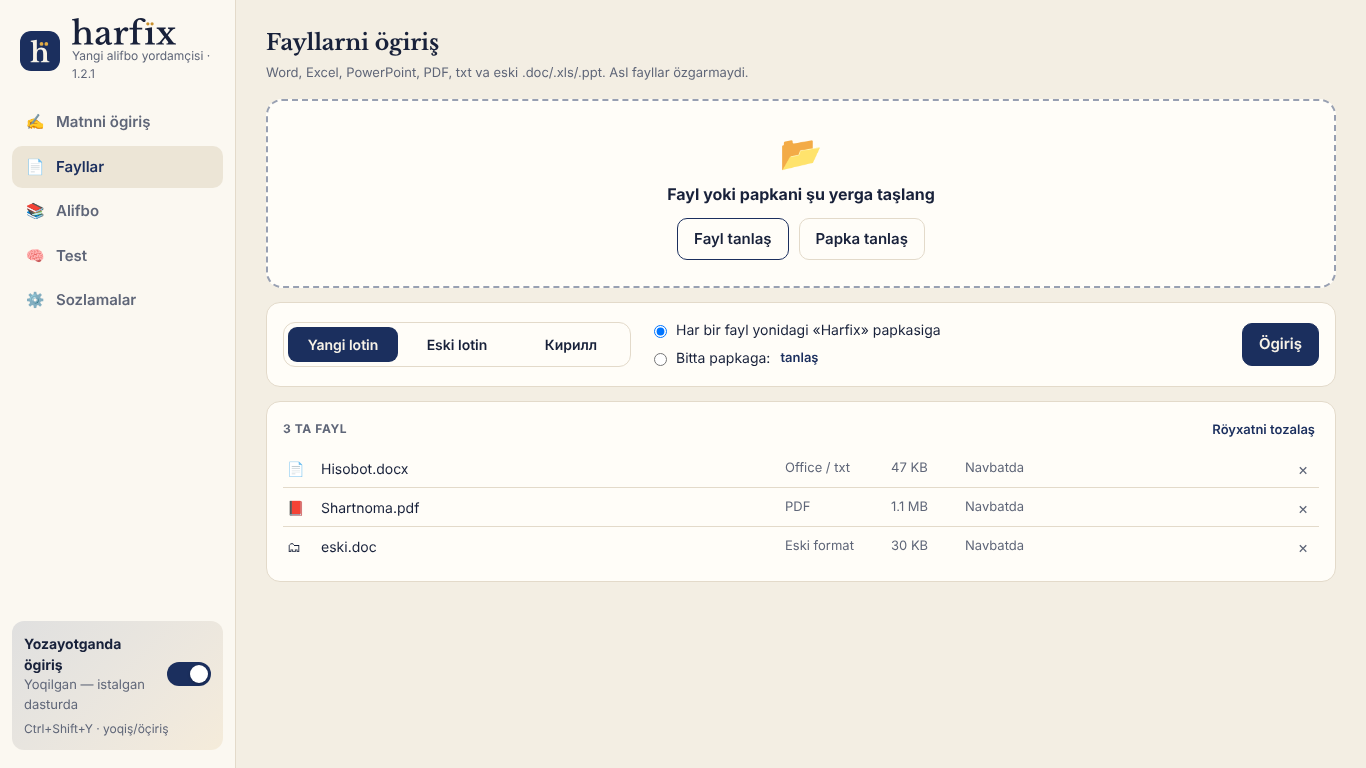 harfix
Yangi alifbo yordamçisi ·
1.2.1
Matnni ögiriş
Fayllar
Alifbo
Test
Sozlamalar
Yozayotganda
ögiriş
Yoqilgan — istalgan
dasturda
Ctrl+Shift+Y · yoqiş/öçiriş
Fayllarni ögiriş
Word, Excel, PowerPoint, PDF, txt va eski .doc/.xls/.ppt. Asl fayllar özgarmaydi.
Fayl yoki papkani şu yerga taşlang
Fayl tanlaş Papka tanlaş
Yangi lotin Eski lotin Кирилл
Har bir fayl yonidagi «Harfix» papkasiga
Bitta papkaga: tanlaş
Ögiriş
3 TA FAYL Röyxatni tozalaş
Hisobot.docx Office / txt 47 KB Navbatda ×
Shartnoma.pdf PDF 1.1 MB Navbatda ×
eski.doc Eski format 30 KB Navbatda ×